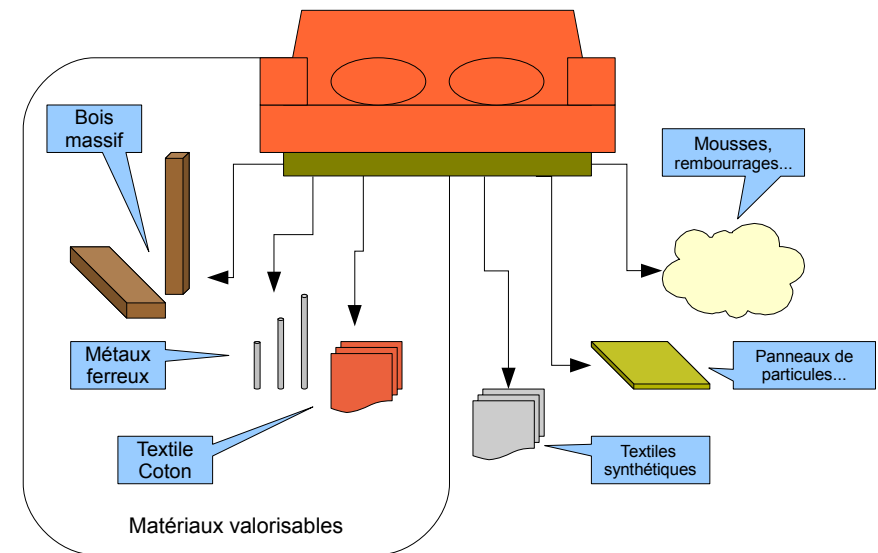 Bois
massif
Mousses,
rembourrages...
Métaux
ferreux
Panneaux de
particules...
Textile
Coton
Textiles
synthétiques
Matériaux valorisables